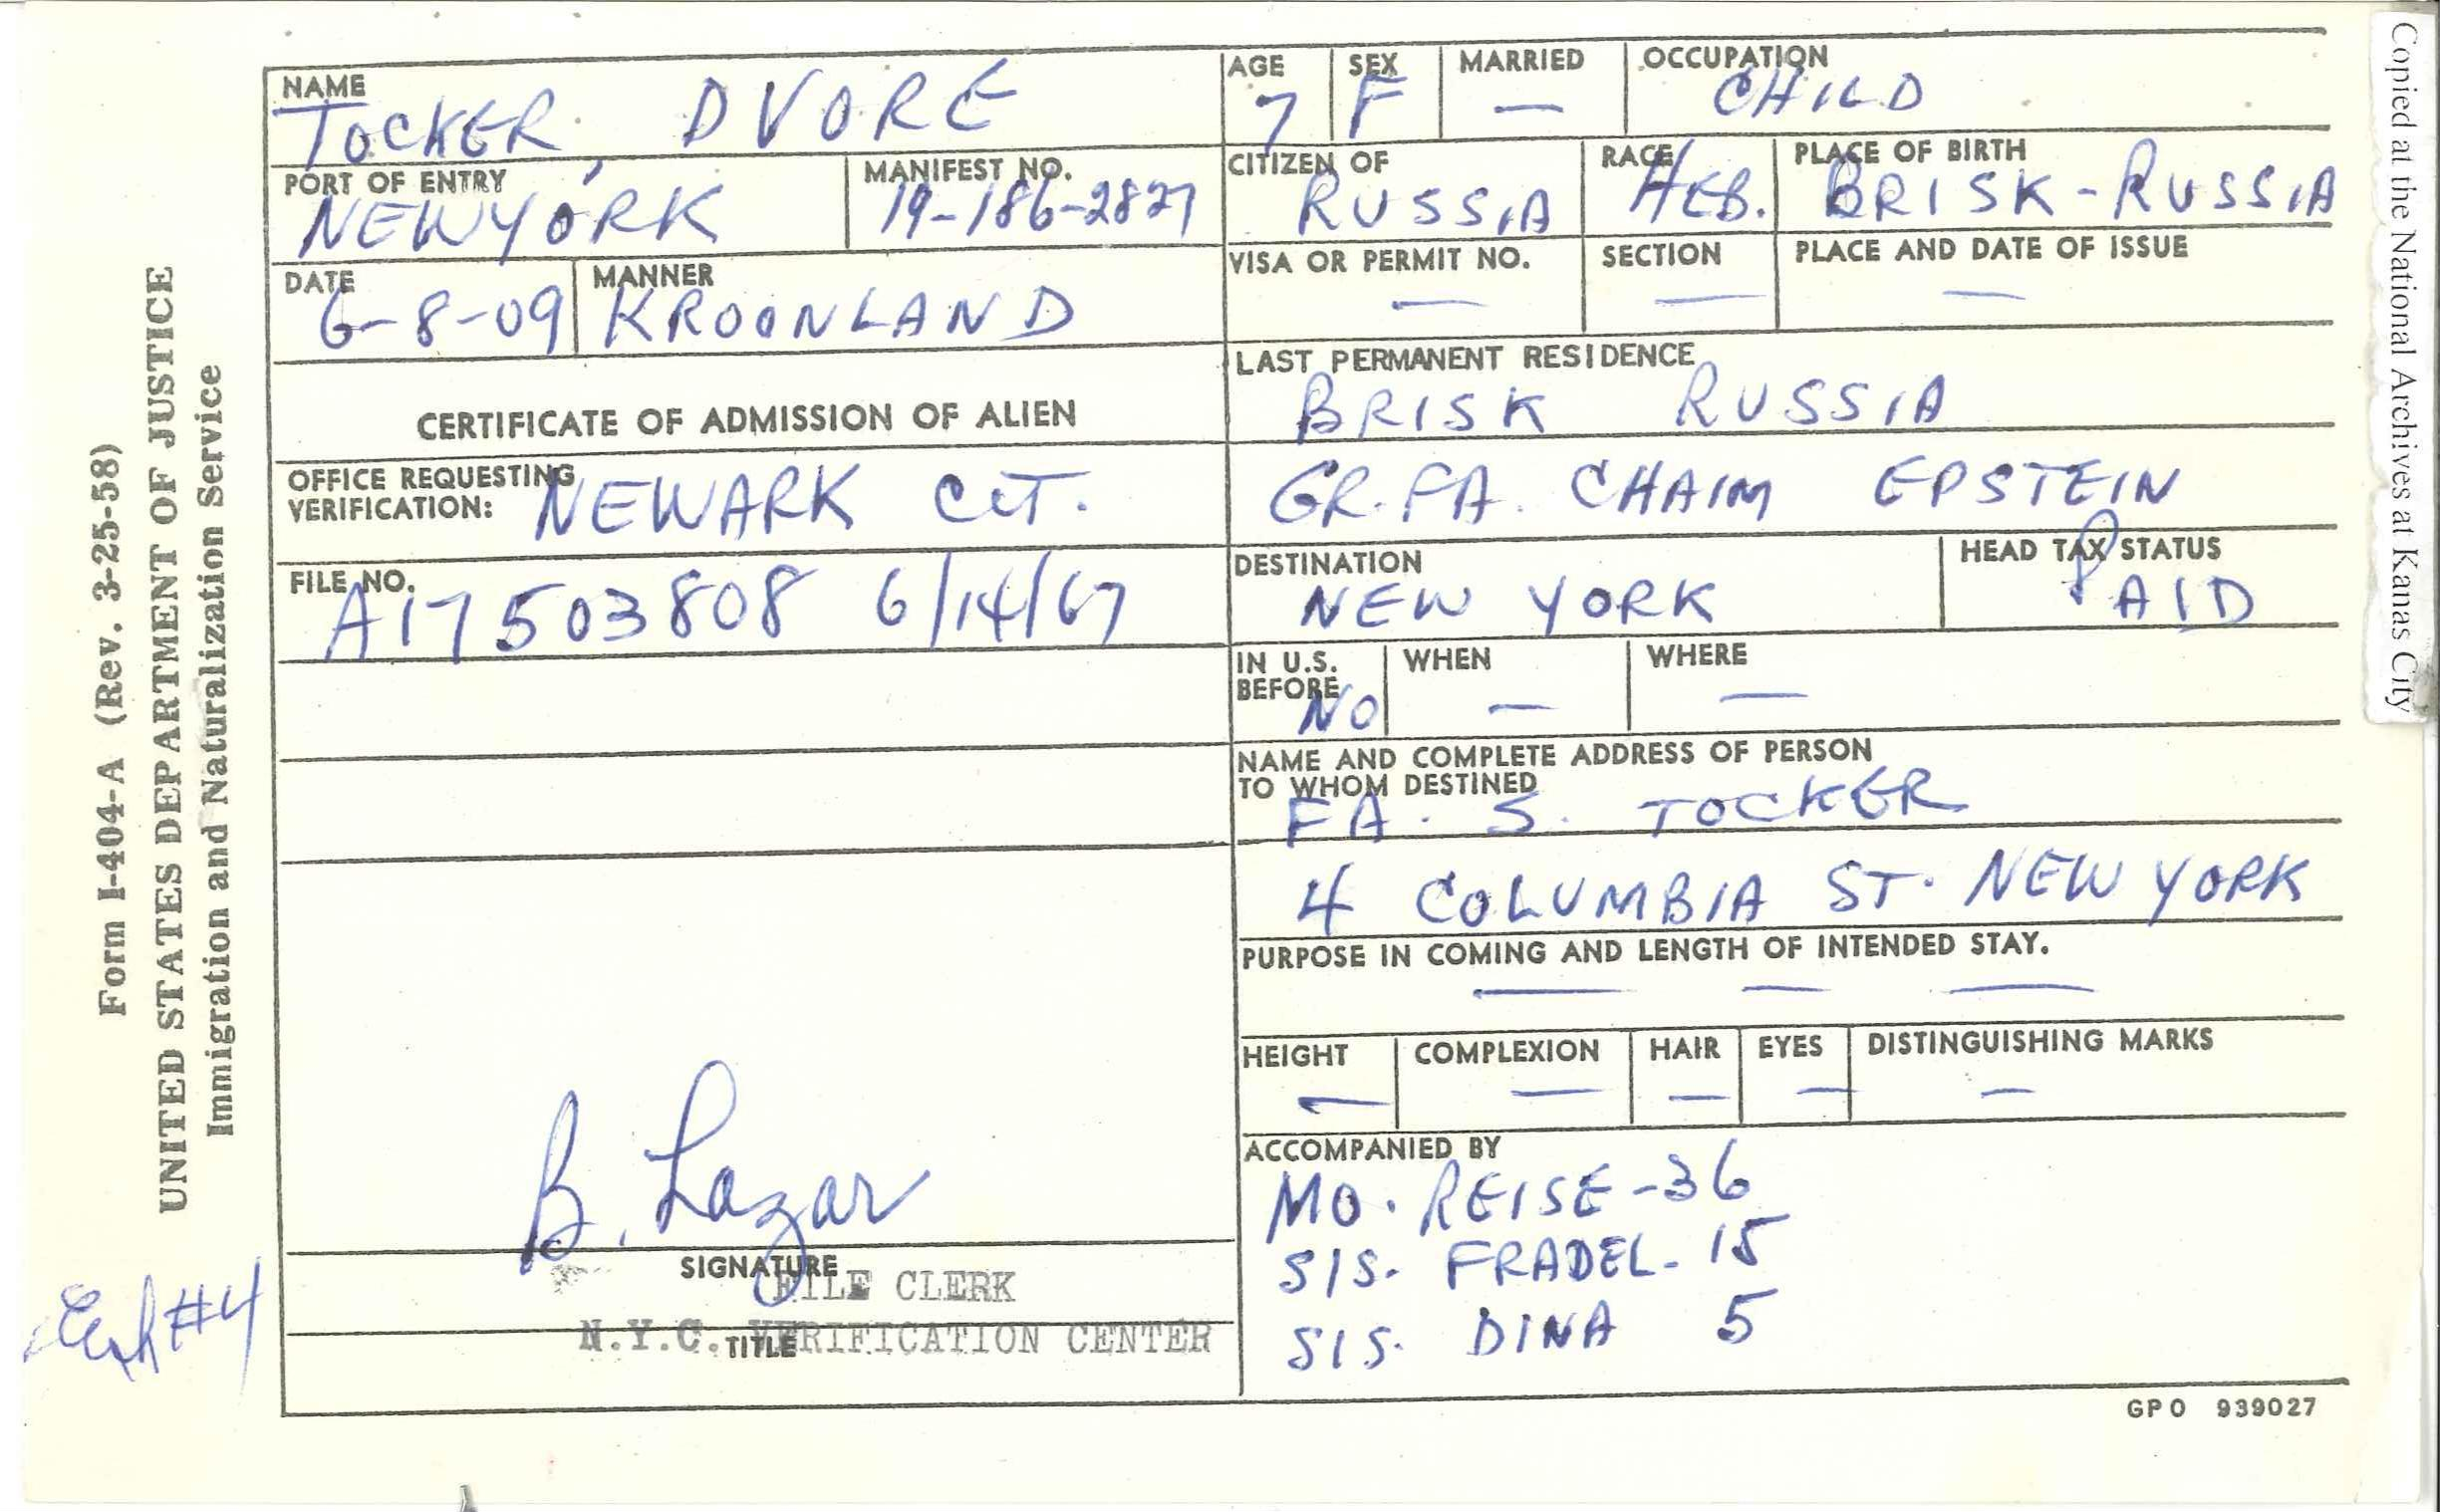 Form I-404-A (Rev. 3-25-58)
UNITED STATES DEPARTMENT OF JUSTICE
Immigration and Naturalization Service
NAME
TOCKER, DVORE
AGE
7
SEX
F
MARRIED
—
OCCUPATION
CHILD
PORT OF ENTRY
NEW YORK
MANIFEST NO.
19-186-2827
CITIZEN OF
RUSSIA
RACE
HEB.
PLACE OF BIRTH
BRISK-RUSSIA
DATE
6-8-09
MANNER
KROONLAND
VISA OR PERMIT NO.
—
SECTION
—
PLACE AND DATE OF ISSUE
—
CERTIFICATE OF ADMISSION OF ALIEN
LAST PERMANENT RESIDENCE
BRISK RUSSIA
OFFICE REQUESTING
VERIFICATION: NEWARK CCT.
GR. FA. CHAIM EPSTEIN
FILE NO.
A17503808 6/14/67
DESTINATION
NEW YORK
HEAD TAX STATUS
PAID
IN U.S.
BEFORE
NO
WHEN
—
WHERE
—
NAME AND COMPLETE ADDRESS OF PERSON
TO WHOM DESTINED
FA. S. TOCKER
4 COLUMBIA ST. NEW YORK
PURPOSE IN COMING AND LENGTH OF INTENDED STAY.
— — —
HEIGHT
—
COMPLEXION
—
HAIR
—
EYES
—
DISTINGUISHING MARKS
—
ACCOMPANIED BY
MO. REISE-36
SIS. FRADEL-15
SIS. DINA 5
B. Lazar
SIGNATURE
FILE CLERK
N.Y.C. VERIFICATION CENTER
TITLE
Exh #4
GPO 939027
Copied at the National Archives at Kanas City